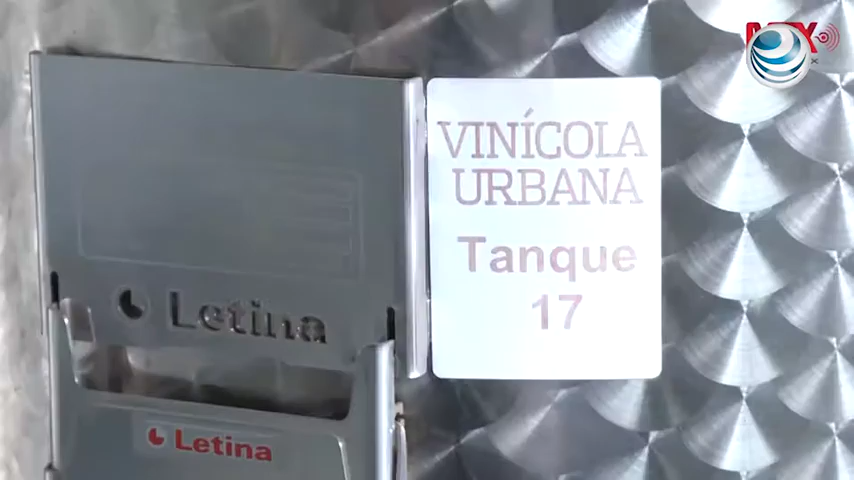 VINÍCOLA
URBANA
Tanque
17
Letina
Letina